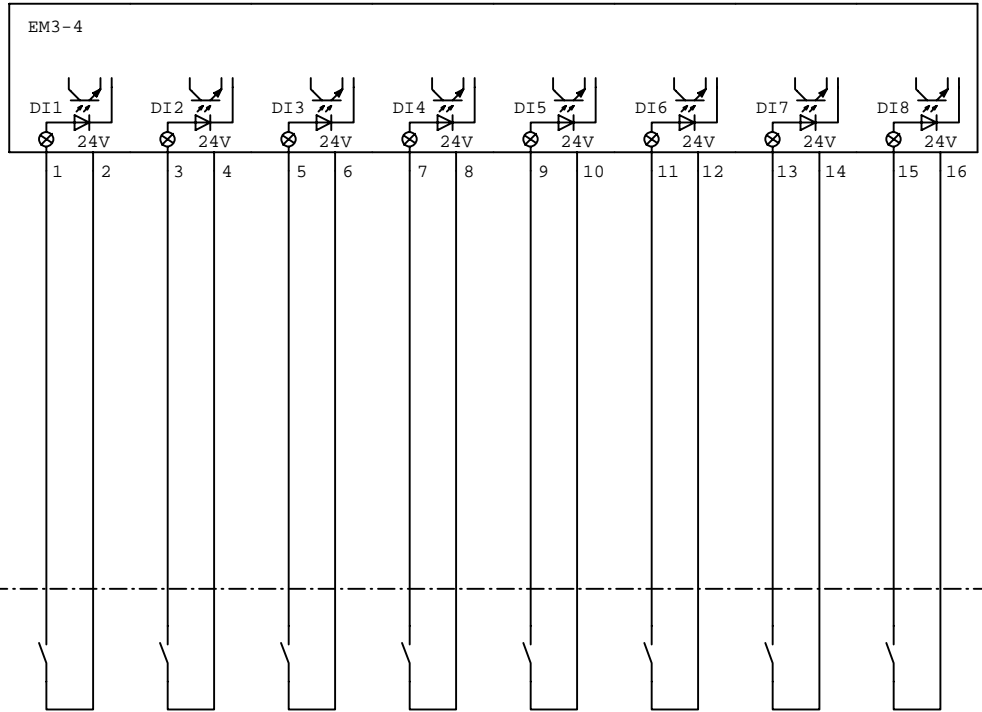 EM3-4
DI1 DI2 DI3 DI4 DI5 DI6 DI7 DI8
24V 24V 24V 24V 24V 24V 24V 24V
1 2 3 4 5 6 7 8 9 10 11 12 13 14 15 16